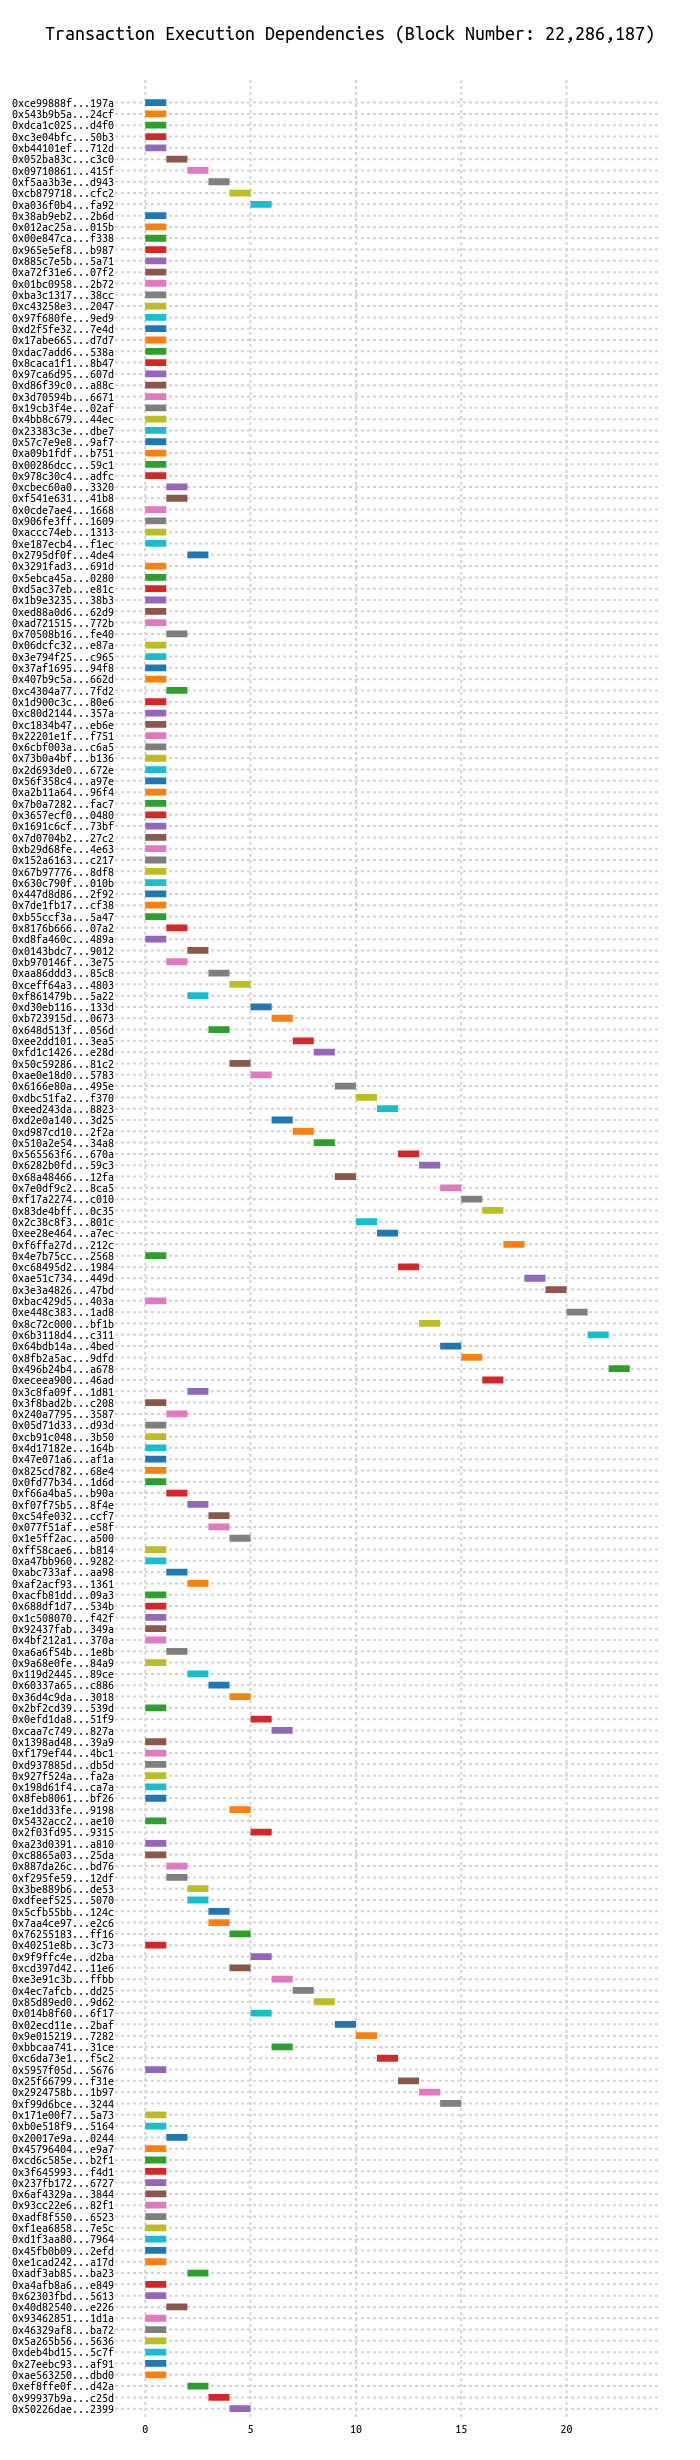 Transaction Execution Dependencies (Block Number: 22,286,187)
0xce99888f...197a
0x543b9b5a...24cf
0xdca1c025...d4f0
0xc3e04bfc...50b3
0xb44101ef...712d
0x052ba83c...c3c0
0x09710861...415f
0xf5aa3b3e...d943
0xcb879718...cfc2
0xa036f0b4...fa92
0x38ab9eb2...2b6d
0x012ac25a...015b
0x00e847ca...f338
0x965e5ef8...b987
0x885c7e5b...5a71
0xa72f31e6...07f2
0x01bc0958...2b72
0xba3c1317...38cc
0xc43258e3...2047
0x97f680fe...9ed9
0xd2f5fe32...7e4d
0x17abe665...d7d7
0xdac7add6...538a
0x8caca1f1...8b47
0x97ca6d95...607d
0xd86f39c0...a88c
0x3d70594b...6671
0x19cb3f4e...02af
0x4bb8c679...44ec
0x23383c3e...dbe7
0x57c7e9e8...9af7
0xa09b1fdf...b751
0x00286dcc...59c1
0x978c30c4...adfc
0xcbec60a0...3320
0xf541e631...41b8
0x0cde7ae4...1668
0x906fe3ff...1609
0xaccc74eb...1313
0xe187ecb4...f1ec
0x2795df0f...4de4
0x3291fad3...691d
0x5ebca45a...0280
0xd5ac37eb...e81c
0x1b9e3235...38b3
0xed88a0d6...62d9
0xad721515...772b
0x70508b16...fe40
0x06dcfc32...e87a
0x3e794f25...c965
0x37af1695...94f8
0x407b9c5a...662d
0xc4304a77...7fd2
0x1d900c3c...80e6
0xc80d2144...357a
0xc1834b47...eb6e
0x22201e1f...f751
0x6cbf003a...c6a5
0x73b0a4bf...b136
0x2d693de0...672e
0x56f358c4...a97e
0xa2b11a64...96f4
0x7b0a7282...fac7
0x3657ecf0...0480
0x1691c6cf...73bf
0x7d0704b2...27c2
0xb29d68fe...4e63
0x152a6163...c217
0x67b97776...8df8
0x630c790f...010b
0x447d8d86...2f92
0x7de1fb17...cf38
0xb55ccf3a...5a47
0x8176b666...07a2
0xd8fa460c...489a
0x0143bdc7...9012
0xb970146f...3e75
0xaa86ddd3...85c8
0xceff64a3...4803
0xf861479b...5a22
0xd30eb116...133d
0xb723915d...0673
0x648d513f...056d
0xee2dd101...3ea5
0xfd1c1426...e28d
0x50c59286...81c2
0xae0e18d0...5783
0x6166e80a...495e
0xdbc51fa2...f370
0xeed243da...8823
0xd2e0a140...3d25
0xd987cd10...2f2a
0x510a2e54...34a8
0x565563f6...670a
0x6282b0fd...59c3
0x68a48466...12fa
0x7e0df9c2...8ca5
0xf17a2274...c010
0x83de4bff...0c35
0x2c38c8f3...801c
0xee28e464...a7ec
0xf6ffa27d...212c
0x4e7b75cc...2568
0xc68495d2...1984
0xae51c734...449d
0x3e3a4826...47bd
0xbac429d5...403a
0xe448c383...1ad8
0x8c72c000...bf1b
0x6b3118d4...c311
0x64bdb14a...4bed
0x8fb2a5ac...9dfd
0x496b24b4...a678
0xeceea900...46ad
0x3c8fa09f...1d81
0x3f8bad2b...c208
0x240a7795...3587
0x05d71d33...d93d
0xcb91c048...3b50
0x4d17182e...164b
0x47e071a6...af1a
0x825cd782...68e4
0x0fd77b34...1d6d
0xf66a4ba5...b90a
0xf07f75b5...8f4e
0xc54fe032...ccf7
0x077f51af...e58f
0x1e5ff2ac...a500
0xff58cae6...b814
0xa47bb960...9282
0xabc733af...aa98
0xaf2acf93...1361
0xacfb81dd...09a3
0x688df1d7...534b
0x1c508070...f42f
0x92437fab...349a
0x4bf212a1...370a
0xa6a6f54b...1e8b
0x9a68e0fe...84a9
0x119d2445...89ce
0x60337a65...c886
0x36d4c9da...3018
0x2bf2cd39...539d
0x0efd1da8...51f9
0xcaa7c749...827a
0x1398ad48...39a9
0xf179ef44...4bc1
0xd937885d...db5d
0x927f524a...fa2a
0x198d61f4...ca7a
0x8feb8061...bf26
0xe1dd33fe...9198
0x5432acc2...ae10
0x2f03fd95...9315
0xa23d0391...a810
0xc8865a03...25da
0x887da26c...bd76
0xf295fe59...12df
0x3be889b6...de53
0xdfeef525...5070
0x5cfb55bb...124c
0x7aa4ce97...e2c6
0x76255183...ff16
0x40251e8b...3c73
0x9f9ffc4e...d2ba
0xcd397d42...11e6
0xe3e91c3b...ffbb
0x4ec7afcb...dd25
0x85d89ed0...9d62
0x014b8f60...6f17
0x02ecd11e...2baf
0x9e015219...7282
0xbbcaa741...31ce
0xc6da73e1...f5c2
0x5957f05d...5676
0x25f66799...f31e
0x2924758b...1b97
0xf99d6bce...3244
0x171e00f7...5a73
0xb0e518f9...5164
0x20017e9a...0244
0x45796404...e9a7
0xcd6c585e...b2f1
0x3f645993...f4d1
0x237fb172...6727
0x6af4329a...3844
0x93cc22e6...82f1
0xadf8f550...6523
0xf1ea6858...7e5c
0xd1f3aa80...7964
0x45fb0b09...2efd
0xe1cad242...a17d
0xadf3ab85...ba23
0xa4afb8a6...e849
0x62303fbd...5613
0x40d82540...e226
0x93462851...1d1a
0x46329af8...ba72
0x5a265b56...5636
0xdeb4bd15...5c7f
0x27eebc93...af91
0xae563250...dbd0
0xef8ffe0f...d42a
0x99937b9a...c25d
0x50226dae...2399
0 5 10 15 20